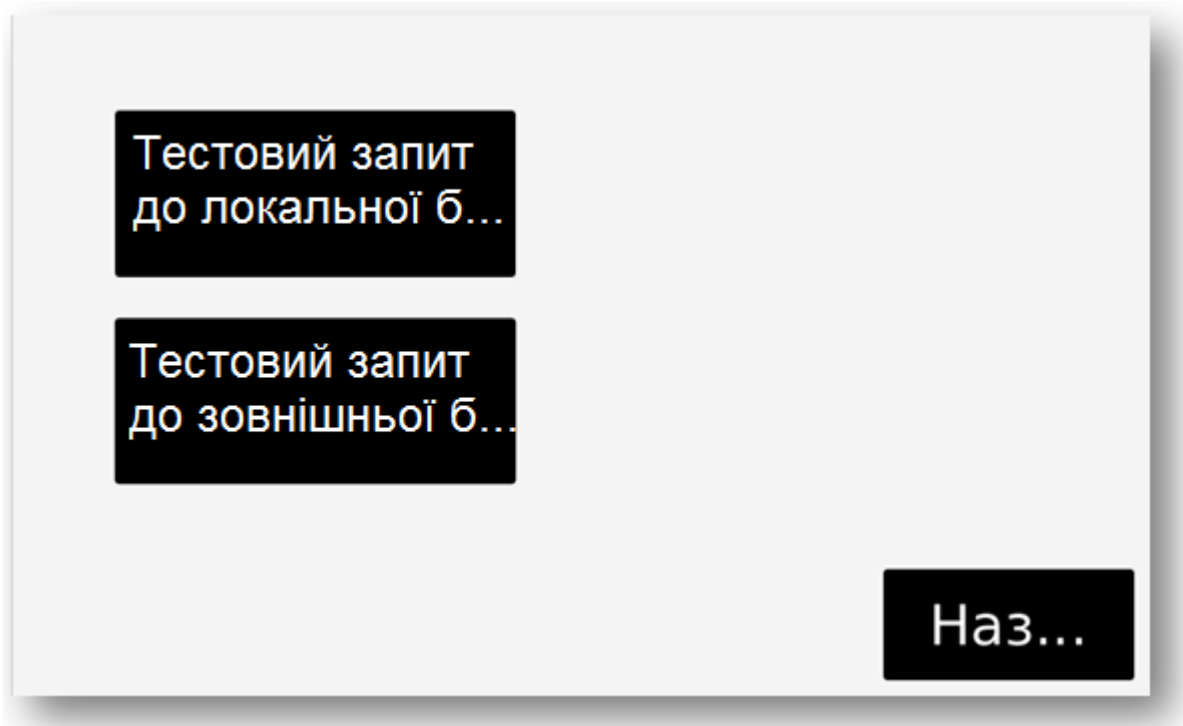 Тестовий запит
до локальної б...
Тестовий запит
до зовнішньої б...
Наз...